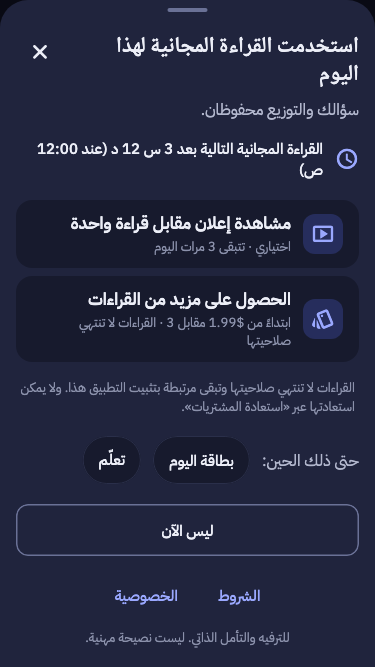 استخدمت القراءة المجانية لهذا
اليوم
سؤالك والتوزيع محفوظان.
القراءة المجانية التالية بعد 3 س 12 د (عند 12:00
ص)
مشاهدة إعلان مقابل قراءة واحدة
اختياري · تتبقى 3 مرات اليوم
الحصول على مزيد من القراءات
ابتداءً من $1.99 مقابل 3 · القراءات لا تنتهي
صلاحيتها
القراءات لا تنتهي صلاحيتها وتبقى مرتبطة بتثبيت التطبيق هذا. ولا يمكن
استعادتها عبر «استعادة المشتريات».
حتى ذلك الحين: بطاقة اليوم تعلّم
ليس الآن
الشروط الخصوصية
للترفيه والتأمل الذاتي. ليست نصيحة مهنية.